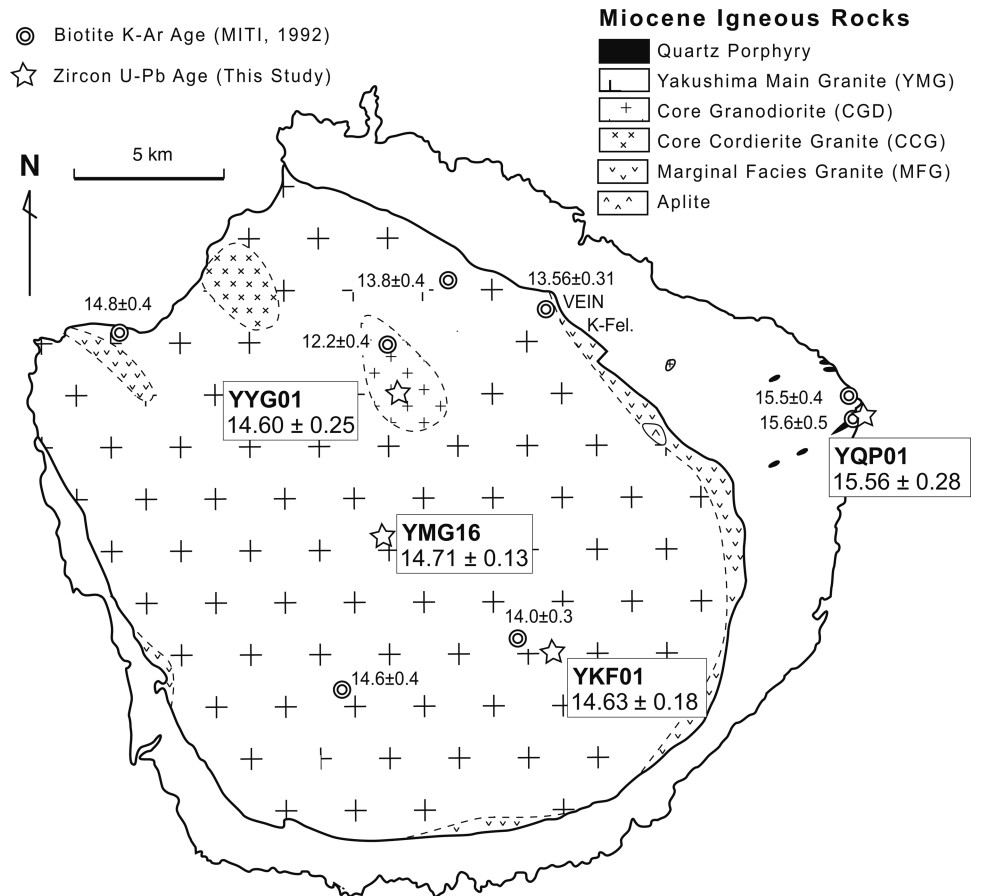 Biotite K-Ar Age (MITI, 1992)
Zircon U-Pb Age (This Study)
5 km
N
Miocene Igneous Rocks
Quartz Porphyry
Yakushima Main Granite (YMG)
Core Granodiorite (CGD)
Core Cordierite Granite (CCG)
Marginal Facies Granite (MFG)
Aplite
13.8±0.4
13.56±0.31
VEIN
K-Fel.
14.8±0.4
12.2±0.4
YYG01
14.60 ± 0.25
15.5±0.4
15.6±0.5
YQP01
15.56 ± 0.28
YMG16
14.71 ± 0.13
14.0±0.3
YKF01
14.63 ± 0.18
14.6±0.4